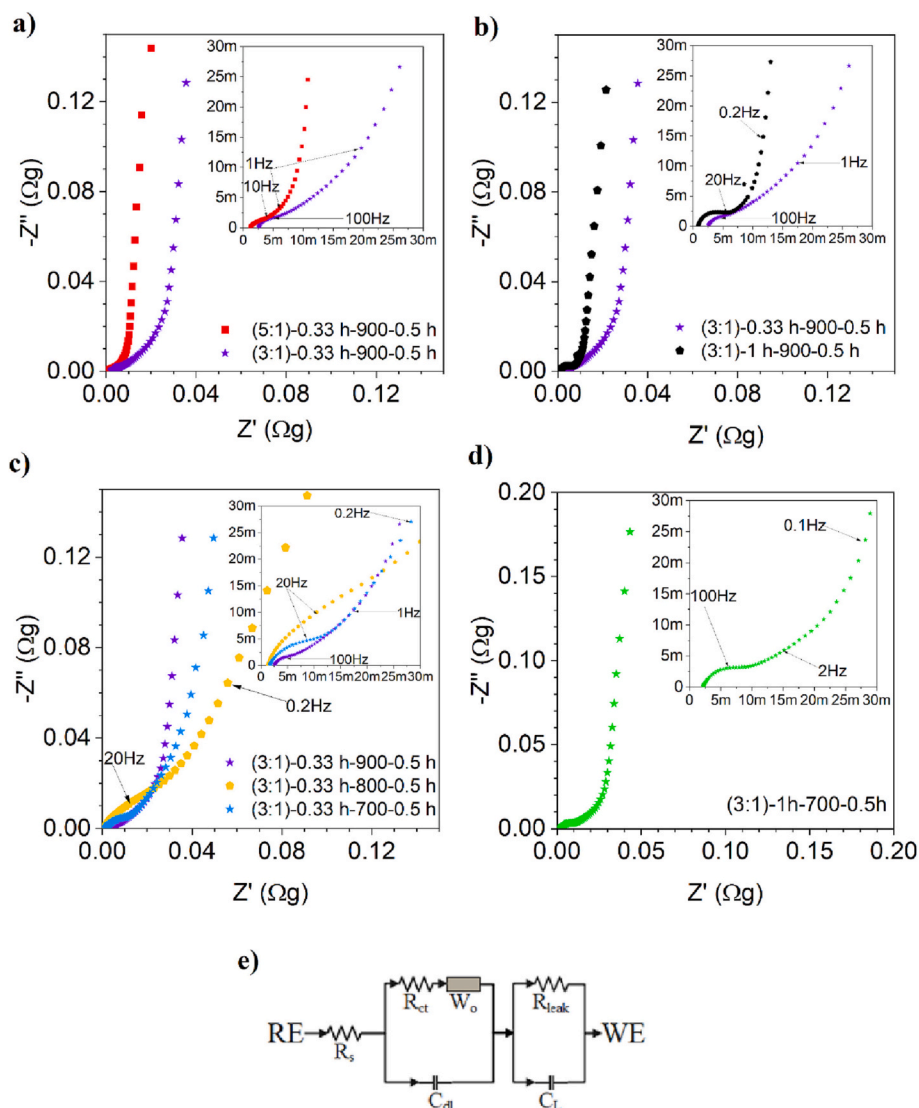 a)
-Z'' (Ωg)
0.12
0.08
0.04
0.00
0.00 0.04 0.08 0.12
Z' (Ωg)
30m
25m
20m
15m
10m
5m
0
0 5m 10m 15m 20m 25m 30m
1Hz
10Hz
100Hz
(5:1)-0.33 h-900-0.5 h
(3:1)-0.33 h-900-0.5 h
b)
-Z'' (Ωg)
0.12
0.08
0.04
0.00
0.00 0.04 0.08 0.12
Z' (Ωg)
30m
25m
20m
15m
10m
5m
0
0 5m 10m 15m 20m 25m 30m
0.2Hz
20Hz
1Hz
100Hz
(3:1)-0.33 h-900-0.5 h
(3:1)-1 h-900-0.5 h
c)
-Z'' (Ωg)
0.12
0.08
0.04
0.00
0.00 0.04 0.08 0.12
Z' (Ωg)
30m
25m
20m
15m
10m
5m
0
0 5m 10m 15m 20m 25m 30m
0.2Hz
20Hz
1Hz
100Hz
0.2Hz
20Hz
(3:1)-0.33 h-900-0.5 h
(3:1)-0.33 h-800-0.5 h
(3:1)-0.33 h-700-0.5 h
d)
-Z'' (Ωg)
0.20
0.15
0.10
0.05
0.00
0.00 0.05 0.10 0.15 0.20
Z' (Ωg)
30m
25m
20m
15m
10m
5m
0
0 5m 10m 15m 20m 25m 30m
0.1Hz
100Hz
2Hz
(3:1)-1h-700-0.5h
e)
RE
Rs
Rct
Wo
Cdl
Rleak
CL
WE